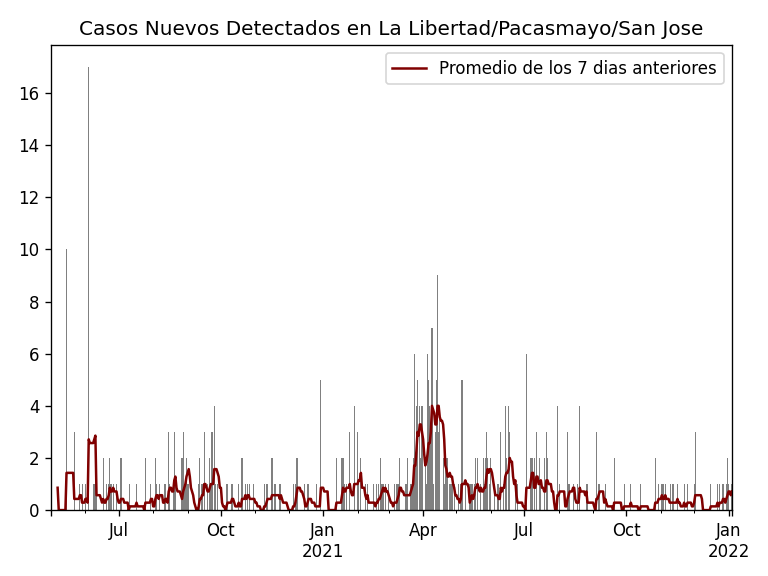 Casos Nuevos Detectados en La Libertad/Pacasmayo/San Jose
Promedio de los 7 dias anteriores
16
14
12
10
8
6
4
2
0
Jul
Oct
Jan
2021
Apr
Jul
Oct
Jan
2022